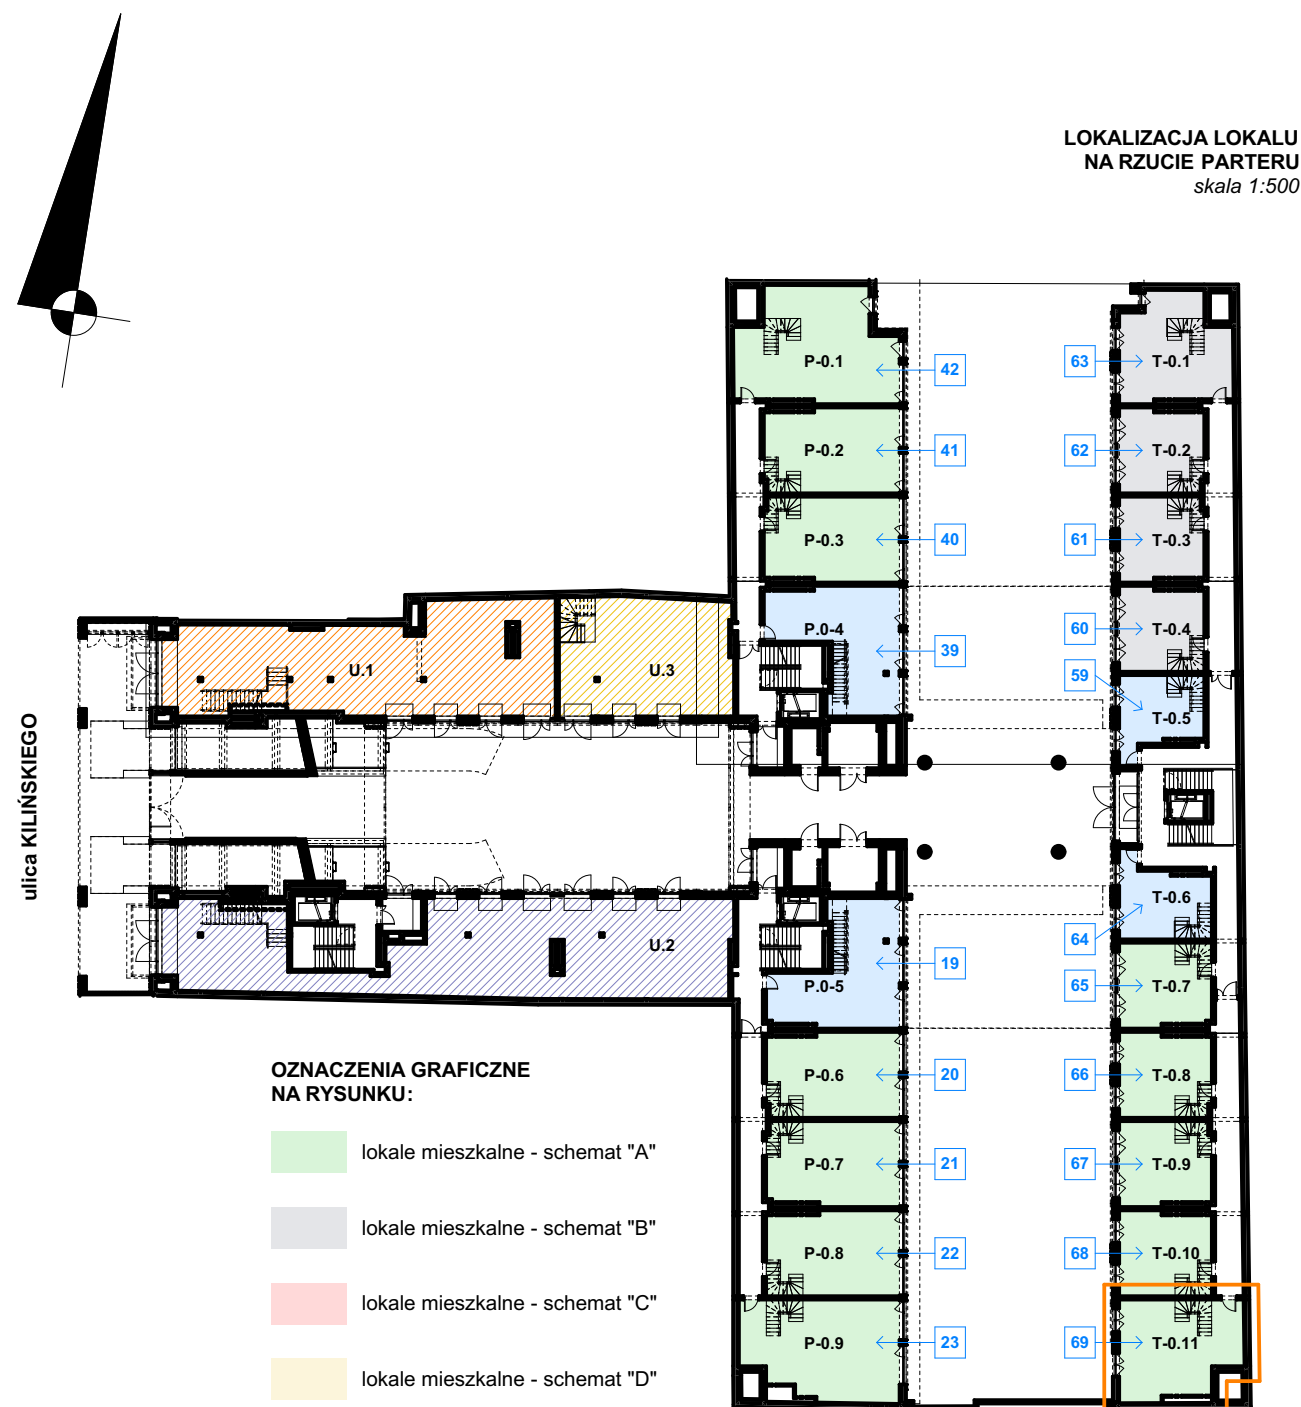 LOKALIZACJA LOKALU
NA RZUCIE PARTERU
skala 1:500
P-0.1
42
63
T-0.1
P-0.2
41
62
T-0.2
P-0.3
40
61
T-0.3
P.0-4
39
60
T-0.4
59
T-0.5
U.1
U.3
ulica KILIŃSKIEGO
U.2
T-0.6
64
P.0-5
19
65
T-0.7
P-0.6
20
66
T-0.8
P-0.7
21
67
T-0.9
P-0.8
22
68
T-0.10
P-0.9
23
69
T-0.11
OZNACZENIA GRAFICZNE
NA RYSUNKU:
lokale mieszkalne - schemat "A"
lokale mieszkalne - schemat "B"
lokale mieszkalne - schemat "C"
lokale mieszkalne - schemat "D"